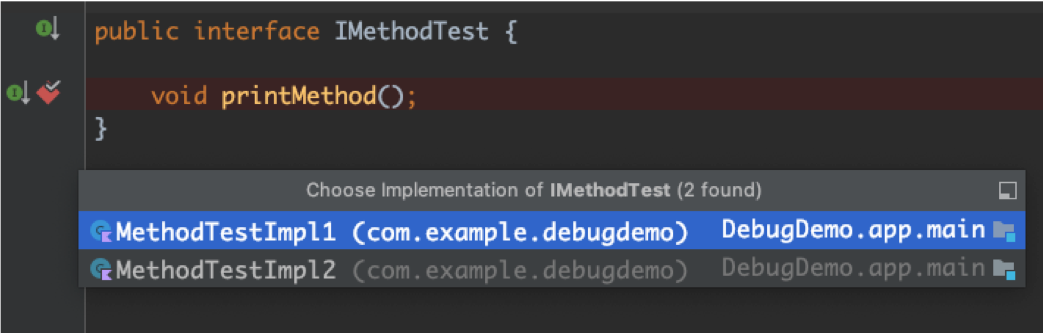 public interface IMethodTest {
void printMethod();
}
Choose Implementation of IMethodTest (2 found)
MethodTestImpl1 (com.example.debugdemo) DebugDemo.app.main
MethodTestImpl2 (com.example.debugdemo) DebugDemo.app.main